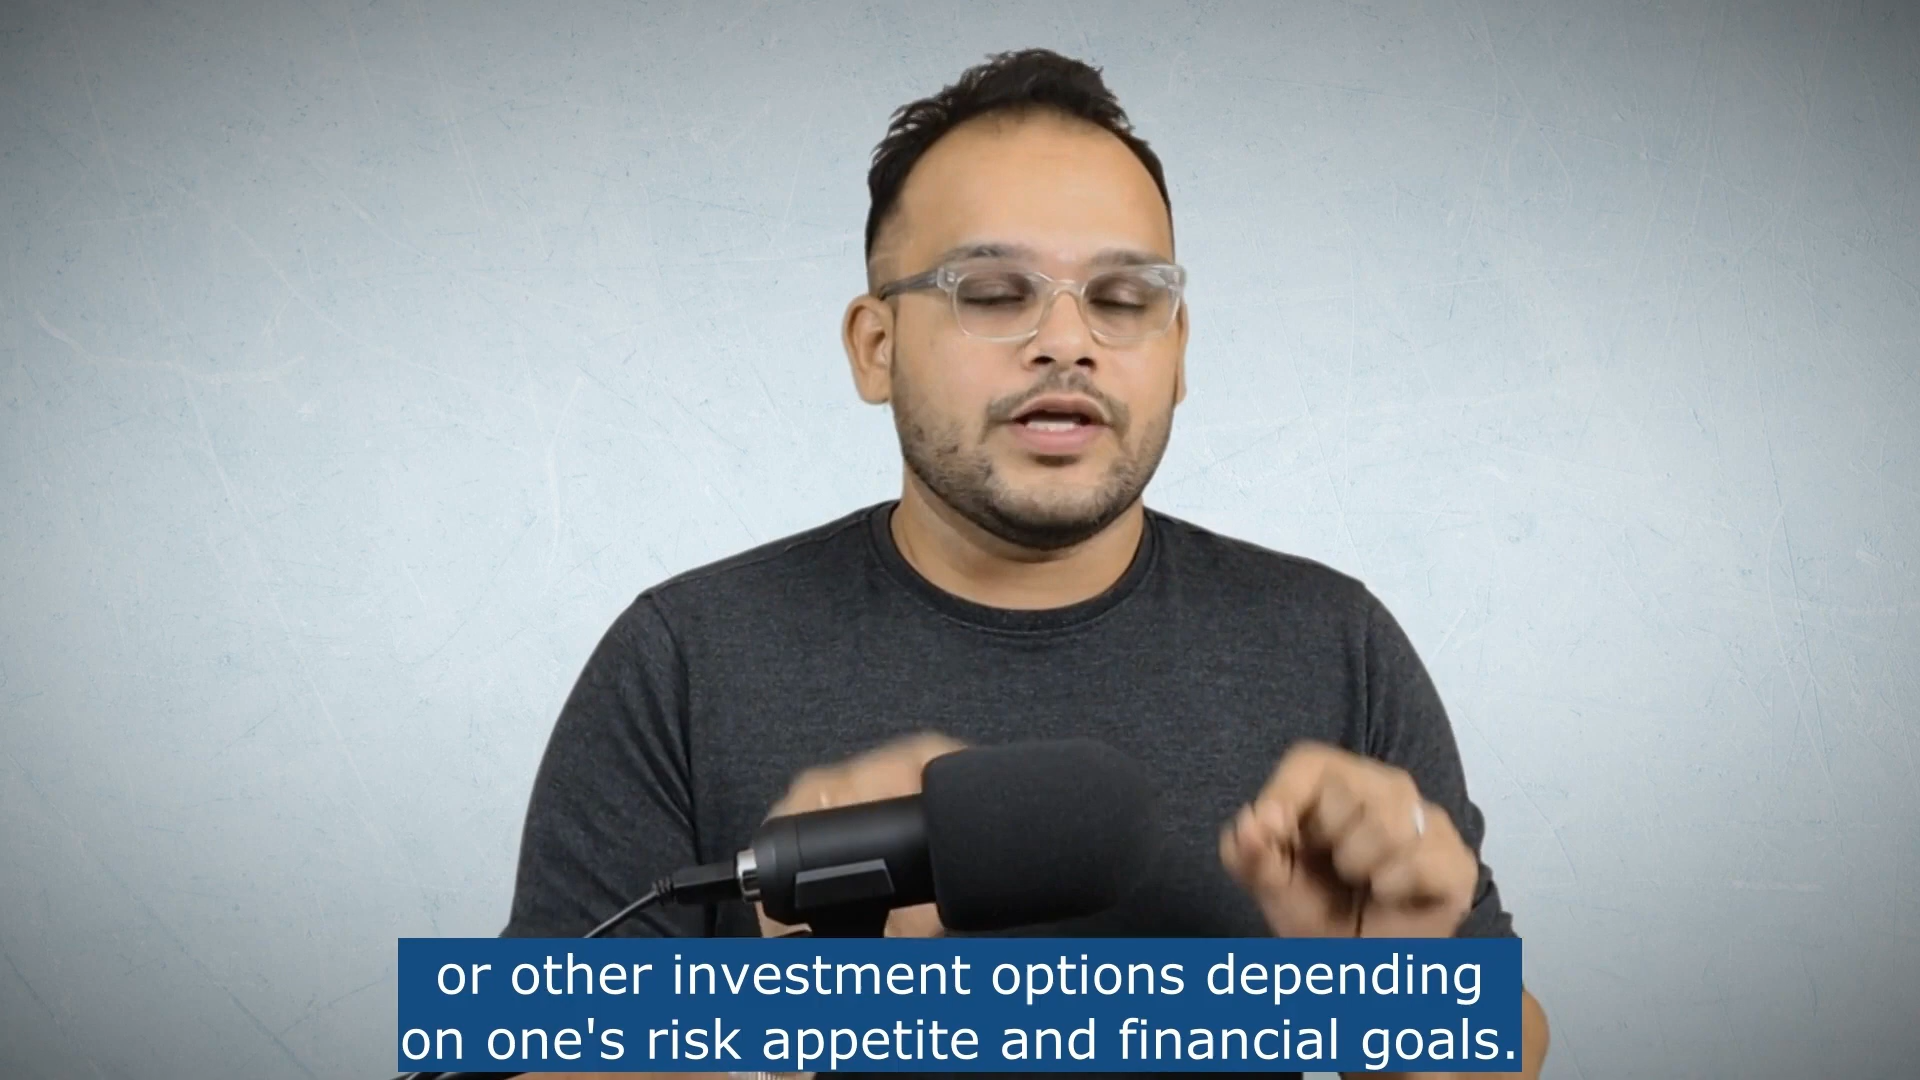 or other investment options depending
on one's risk appetite and financial goals.